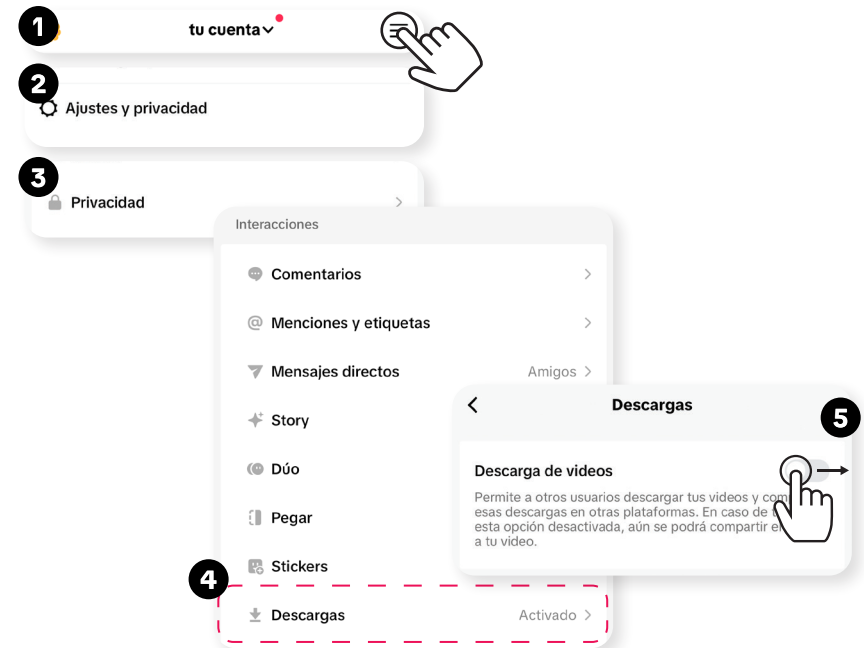 1
tu cuenta
2
Ajustes y privacidad
3
Privacidad
Interacciones
Comentarios
Menciones y etiquetas
Mensajes directos Amigos
Story
Dúo
Pegar
Stickers
4
Descargas Activado
Descargas
5
Descarga de videos
Permite a otros usuarios descargar tus videos y
esas descargas en otras plataformas. En caso de
esta opción desactivada, aún se podrá compartir
a tu video.